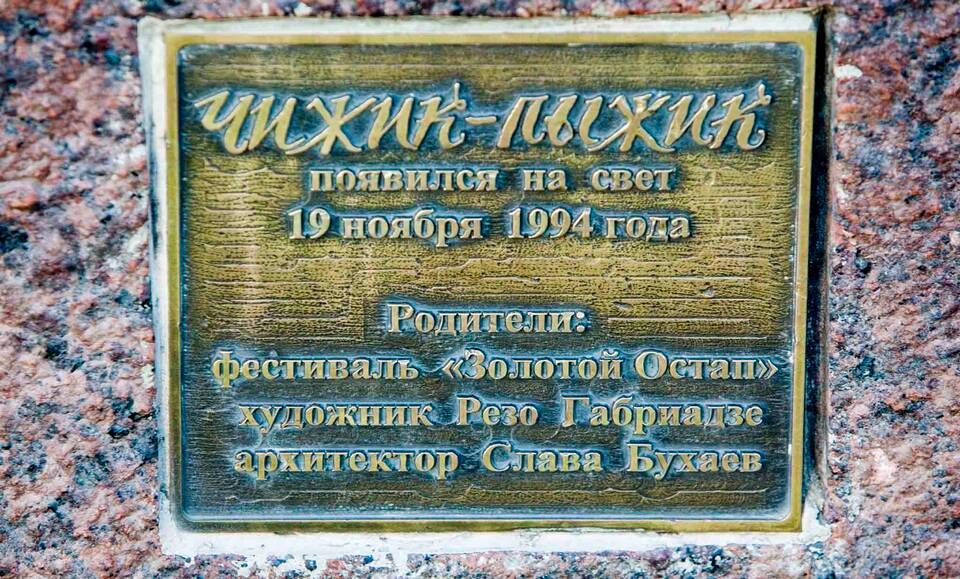 Чижик-Пыжик
появился на свет
19 ноября 1994 года
Родители:
фестиваль «Золотой Остап»
художник Резо Габриадзе
архитектор Слава Бухаев